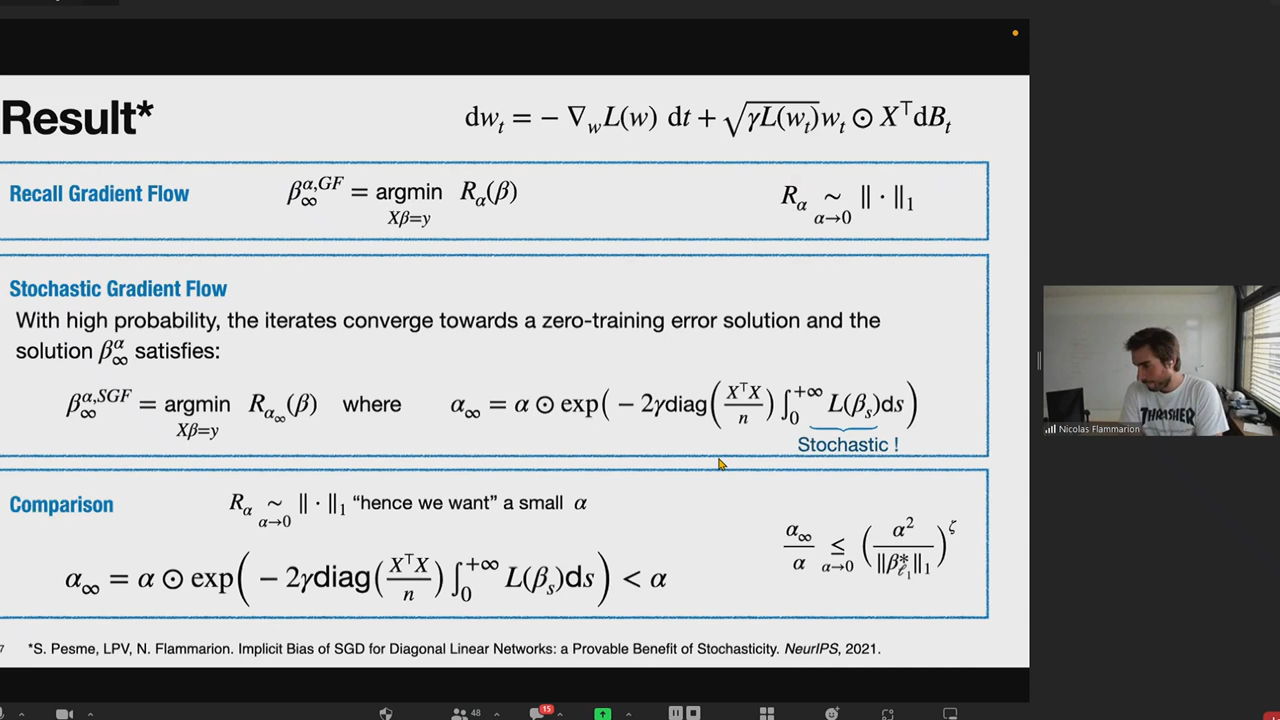 Result*
dw_t = − ∇_w L(w) dt + √(γL(w_t)) w_t ⊙ X^⊤ dB_t
Recall Gradient Flow
β_∞^{α,GF} = argmin_{Xβ=y} R_α(β)
R_α ∼_{α→0} ‖ · ‖_1
Stochastic Gradient Flow
With high probability, the iterates converge towards a zero-training error solution and the
solution β_∞^α satisfies:
β_∞^{α,SGF} = argmin_{Xβ=y} R_{α_∞}(β) where α_∞ = α ⊙ exp( − 2γdiag(X^⊤X / n) ∫_0^{+∞} L(β_s)ds )
Stochastic !
Comparison
R_α ∼_{α→0} ‖ · ‖_1 “hence we want” a small α
α_∞ / α ≤_{α→0} ( α^2 / ‖β*_{ℓ_1}‖_1 )^ζ
α_∞ = α ⊙ exp( − 2γdiag(X^⊤X / n) ∫_0^{+∞} L(β_s)ds ) < α
7 *S. Pesme, LPV, N. Flammarion. Implicit Bias of SGD for Diagonal Linear Networks: a Provable Benefit of Stochasticity. NeurIPS, 2021.
THRASHER
Nicolas Flammarion
48
15